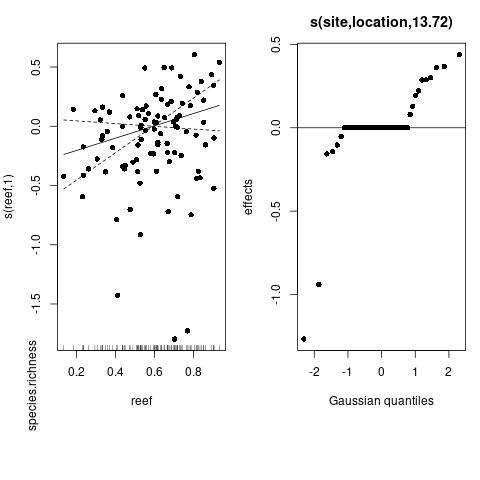 s(site,location,13.72)
s(reef,1)
0.5
0.0
-0.5
-1.0
-1.5
0.2 0.4 0.6 0.8
reef
species.richness
effects
0.5
0.0
-0.5
-1.0
-2 -1 0 1 2
Gaussian quantiles